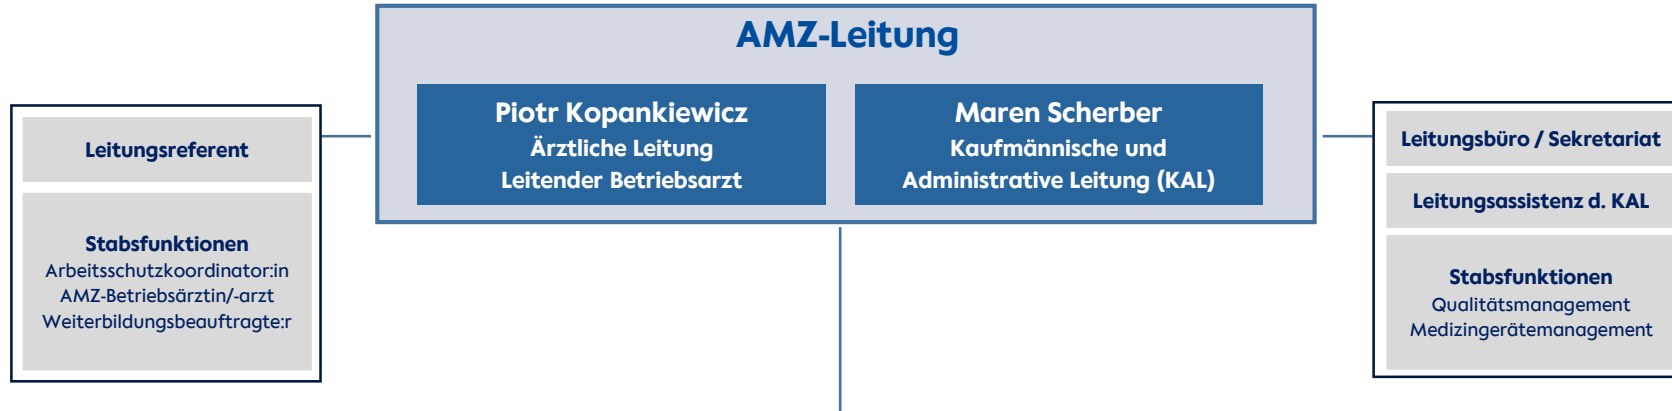 AMZ-Leitung
Piotr Kopankiewicz
Ärztliche Leitung
Leitender Betriebsarzt
Maren Scherber
Kaufmännische und
Administrative Leitung (KAL)
Leitungsreferent
Stabsfunktionen
Arbeitsschutzkoordinator:in
AMZ-Betriebsärztin/-arzt
Weiterbildungsbeauftragte:r
Leitungsbüro / Sekretariat
Leitungsassistenz d. KAL
Stabsfunktionen
Qualitätsmanagement
Medizingerätemanagement